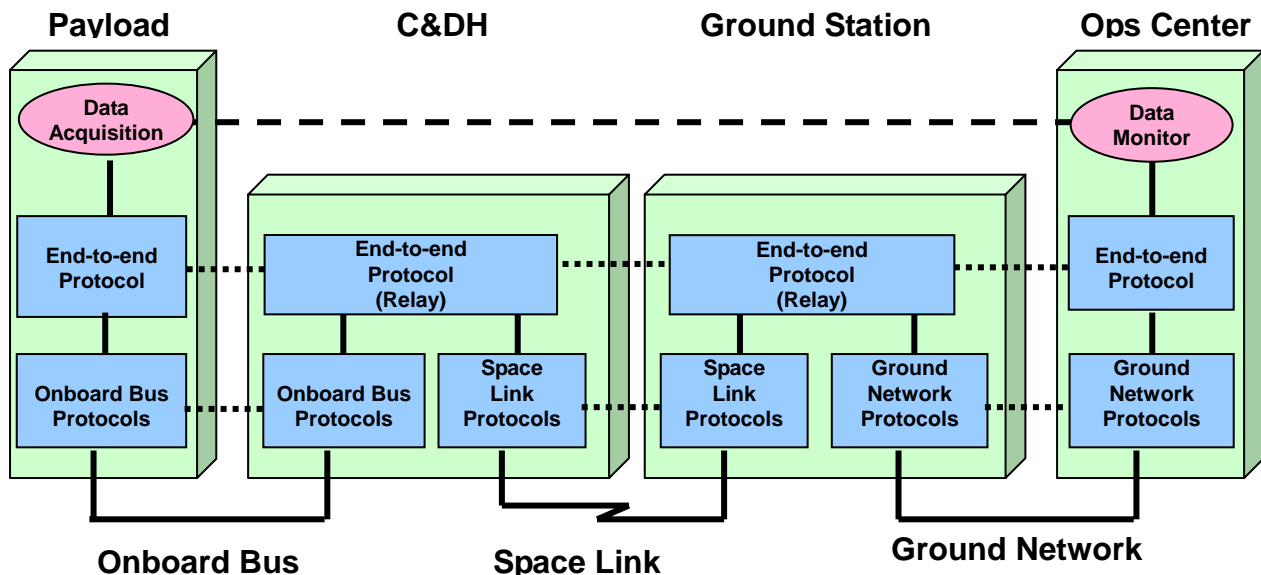 Payload
C&DH
Ground Station
Ops Center
Data
Acquisition
Data
Monitor
End-to-end
Protocol
End-to-end
Protocol
(Relay)
End-to-end
Protocol
(Relay)
End-to-end
Protocol
Onboard Bus
Protocols
Onboard Bus
Protocols
Space
Link
Protocols
Space
Link
Protocols
Ground
Network
Protocols
Ground
Network
Protocols
Onboard Bus
Space Link
Ground Network